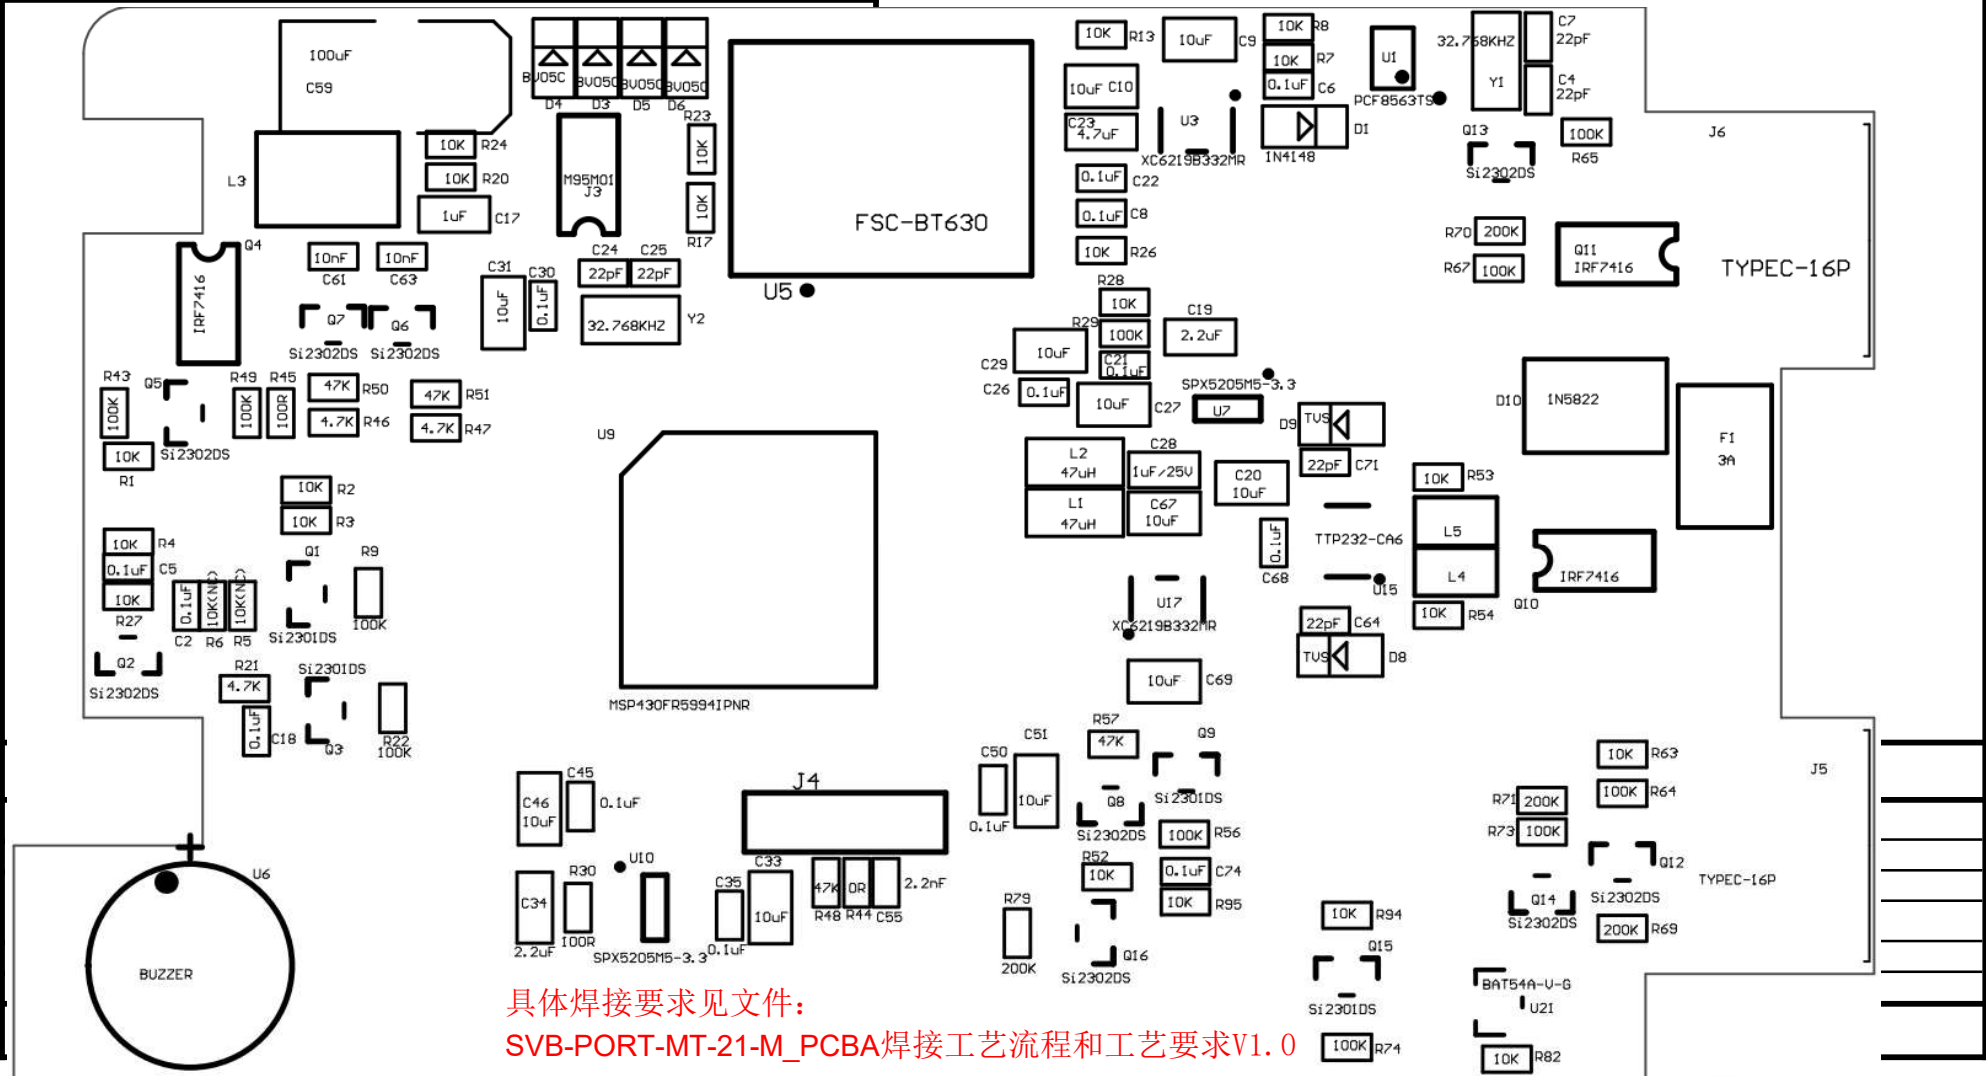 100uF
C59
BV05C
BV05C
BV05C
BV05C
D4
D3
D5
D6
10K
R13
10uF
C9
10K
R8
10K
R7
0.1uF
C6
U1
PCF8563TS
32.768KHZ
Y1
C7
22pF
C4
22pF
10uF C10
C23
4.7uF
U3
XC6219B332MR
D1
1N4148
Q13
Si2302DS
100K
R65
J6
L3
10K
R24
10K
R20
1uF
C17
M95M01
J3
R23
10K
10K
R17
FSC-BT630
U5
0.1uF
C22
0.1uF
C8
10K
R26
R70
200K
R67
100K
Q11
IRF7416
TYPEC-16P
Q4
IRF7416
10nF
C61
10nF
C63
Q7
Si2302DS
Q6
Si2302DS
C31
10uF
C30
0.1uF
C24
22pF
C25
22pF
32.768KHZ
Y2
R28
10K
R29
100K
C21
0.1uF
C19
2.2uF
C29
10uF
C26
0.1uF
10uF
C27
SPX5205M5-3.3
U7
D9
TVS
22pF
C71
D10
1N5822
F1
3A
R43
100K
Q5
Si2302DS
R49
100K
R45
100R
47K
R50
4.7K
R46
47K
R51
4.7K
R47
10K
R1
U9
MSP430FR5994IPNR
L2
47uH
L1
47uH
C28
1uF/25V
C67
10uF
C20
10uF
0.1uF
C68
TTP232-CA6
U15
10K
R53
L5
L4
10K
R54
IRF7416
Q10
10K
R2
10K
R3
10K
R4
0.1uF
C5
10K
R27
0.1uF
C2
10K(NC)
R6
10K(NC)
R5
Q1
Si2301DS
R9
100K
Q2
Si2302DS
R21
4.7K
0.1uF
C18
Si2301DS
Q3
R22
100K
U17
XC6219B332MR
22pF
C64
TVS
D8
10uF
C69
R57
47K
Q9
Si2301DS
Q8
Si2302DS
C50
0.1uF
C51
10uF
100K
R56
0.1uF
C74
10K
R95
R52
10K
Q16
Si2302DS
R79
200K
C46
10uF
C45
0.1uF
J4
C34
2.2uF
R30
100R
U10
SPX5205M5-3.3
C35
0.1uF
C33
10uF
47K
R48
0R
R44
C55
2.2nF
10K
R63
100K
R64
R71
200K
R73
100K
Q12
Si2302DS
Q14
Si2302DS
200K
R69
J5
TYPEC-16P
10K
R94
Q15
Si2301DS
100K
R74
BAT54A-V-G
U21
10K
R82
U6
BUZZER
具体焊接要求见文件：
SVB-PORT-MT-21-M_PCBA焊接工艺流程和工艺要求V1.0